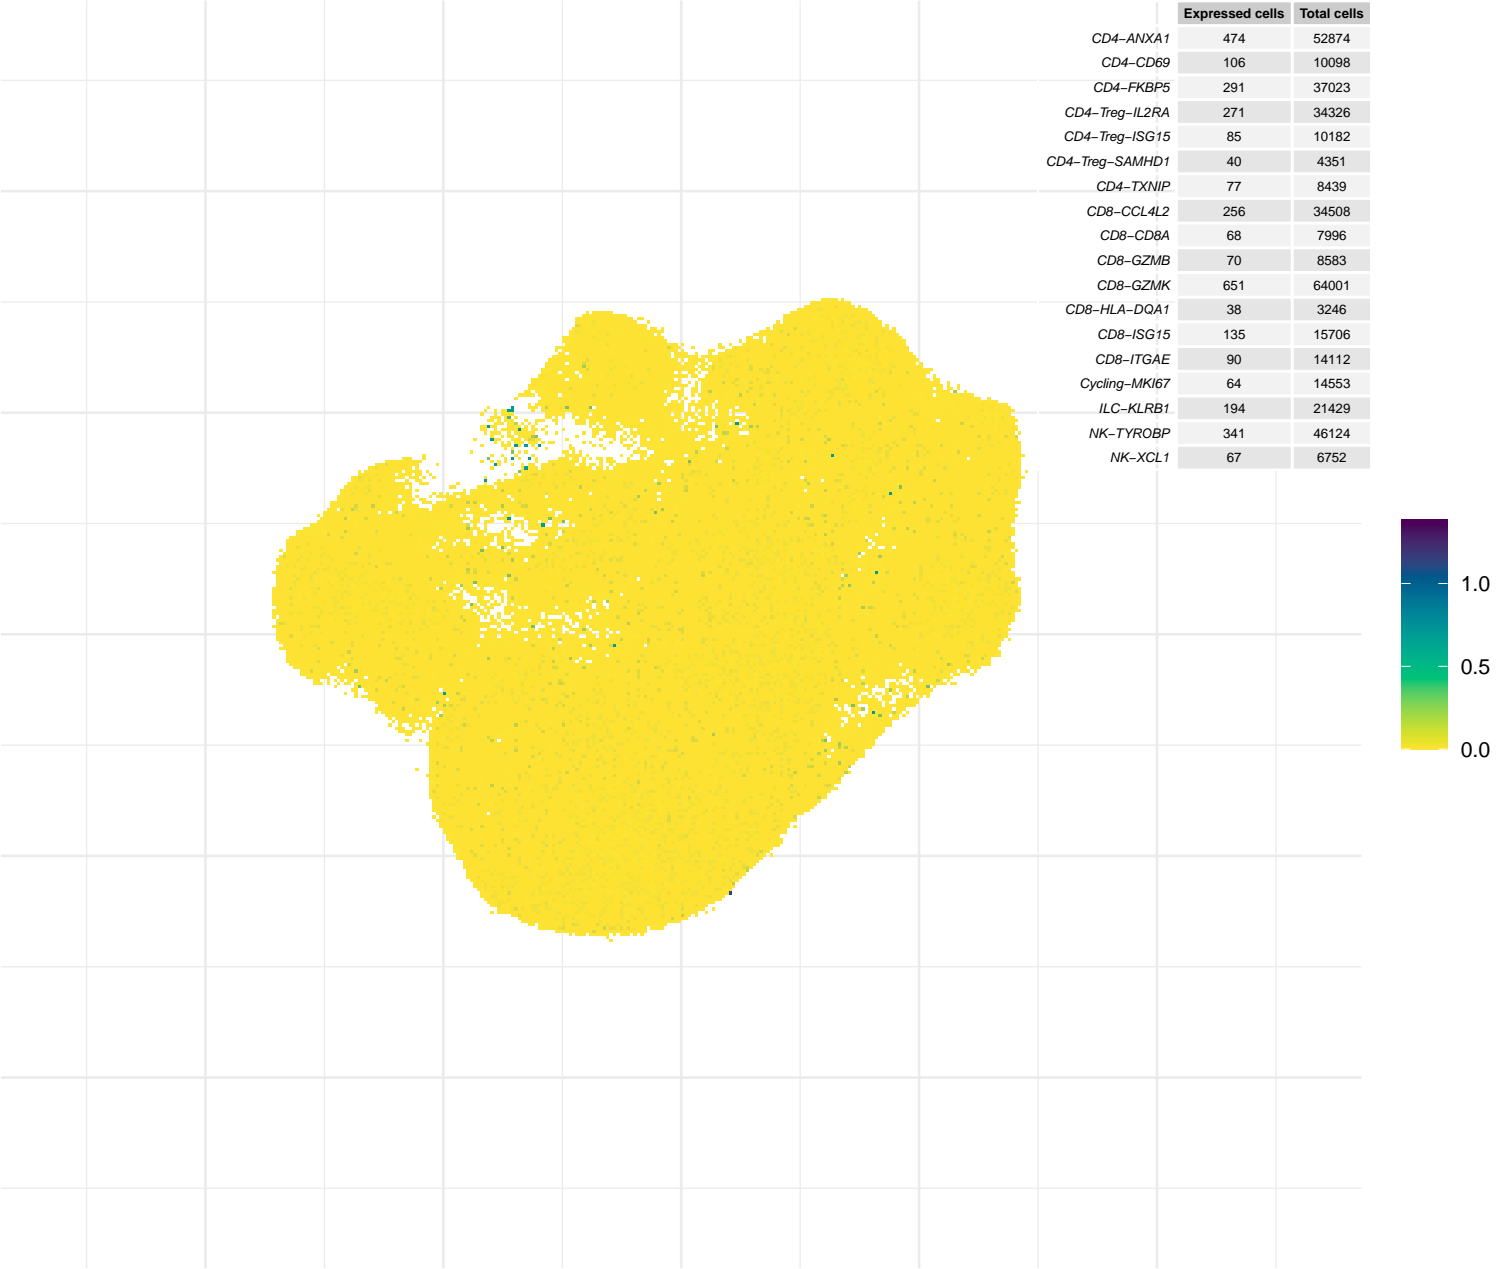 Expressed cells Total cells
CD4−ANXA1 474 52874
CD4−CD69 106 10098
CD4−FKBP5 291 37023
CD4−Treg−IL2RA 271 34326
CD4−Treg−ISG15 85 10182
CD4−Treg−SAMHD1 40 4351
CD4−TXNIP 77 8439
CD8−CCL4L2 256 34508
CD8−CD8A 68 7996
CD8−GZMB 70 8583
CD8−GZMK 651 64001
CD8−HLA−DQA1 38 3246
CD8−ISG15 135 15706
CD8−ITGAE 90 14112
Cycling−MKI67 64 14553
ILC−KLRB1 194 21429
NK−TYROBP 341 46124
NK−XCL1 67 6752
1.0
0.5
0.0